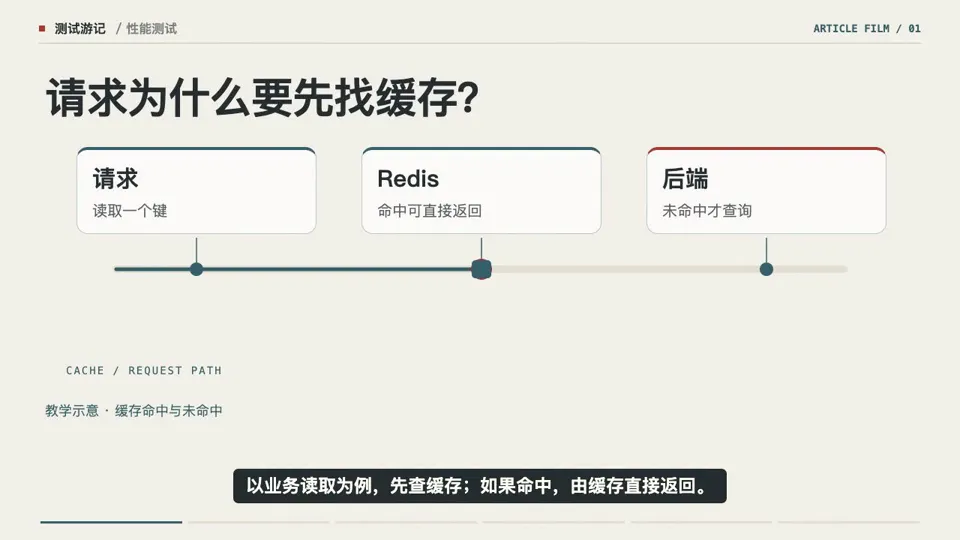 测试游记 / 性能测试
ARTICLE FILM / 01
请求为什么要先找缓存?
请求
读取一个键
Redis
命中可直接返回
后端
未命中才查询
CACHE / REQUEST PATH
教学示意 · 缓存命中与未命中
以业务读取为例，先查缓存；如果命中，由缓存直接返回。